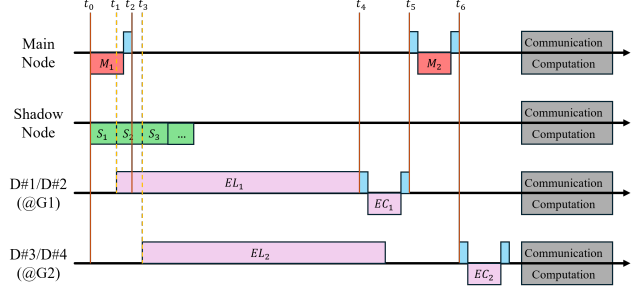 t₀ t₁ t₂ t₃ t₄ t₅ t₆
Main
Node
M₁
M₂
Communication
Computation
Shadow
Node
S₁ S₂ S₃ ...
Communication
Computation
D#1/D#2
(@G1)
EL₁
EC₁
Communication
Computation
D#3/D#4
(@G2)
EL₂
EC₂
Communication
Computation